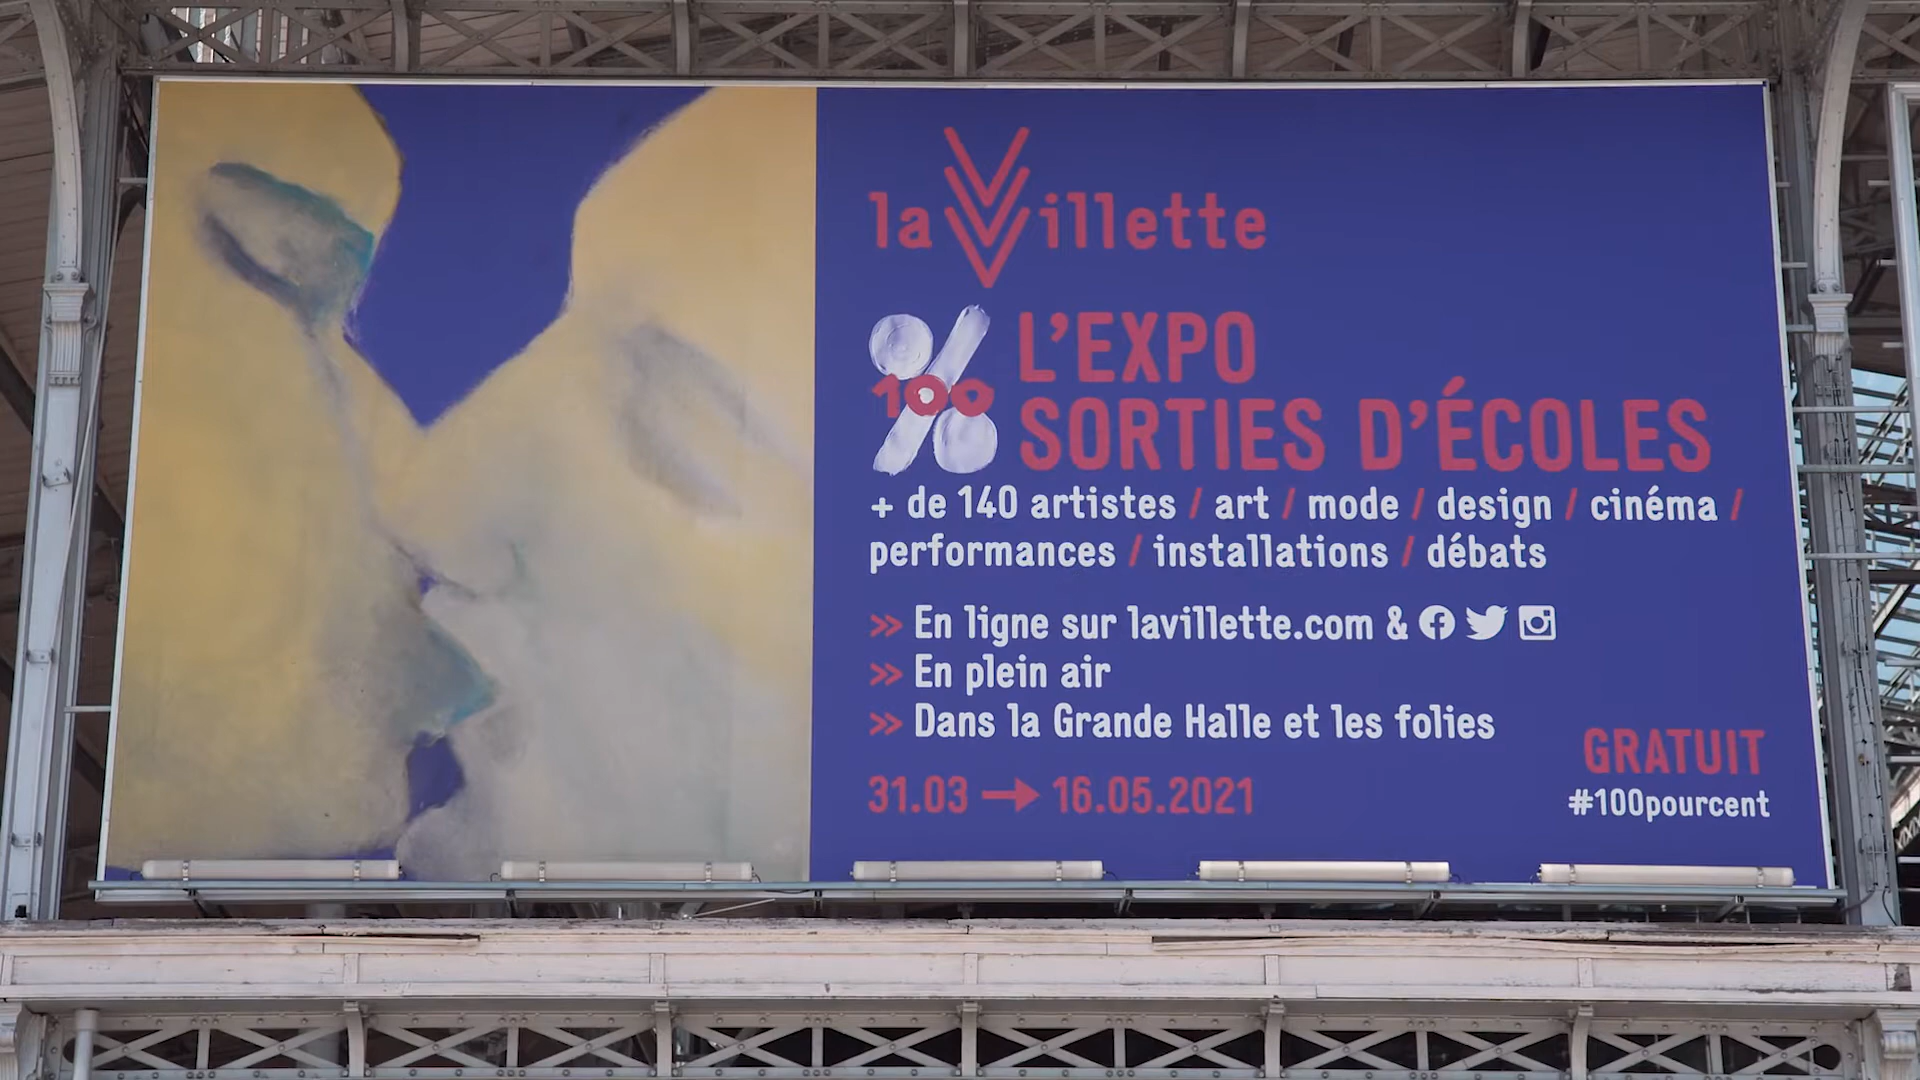 la Villette
100 % L'EXPO
SORTIES D'ÉCOLES
+ de 140 artistes / art / mode / design / cinéma /
performances / installations / débats
>> En ligne sur lavillette.com &
>> En plein air
>> Dans la Grande Halle et les folies
31.03 → 16.05.2021
GRATUIT
#100pourcent